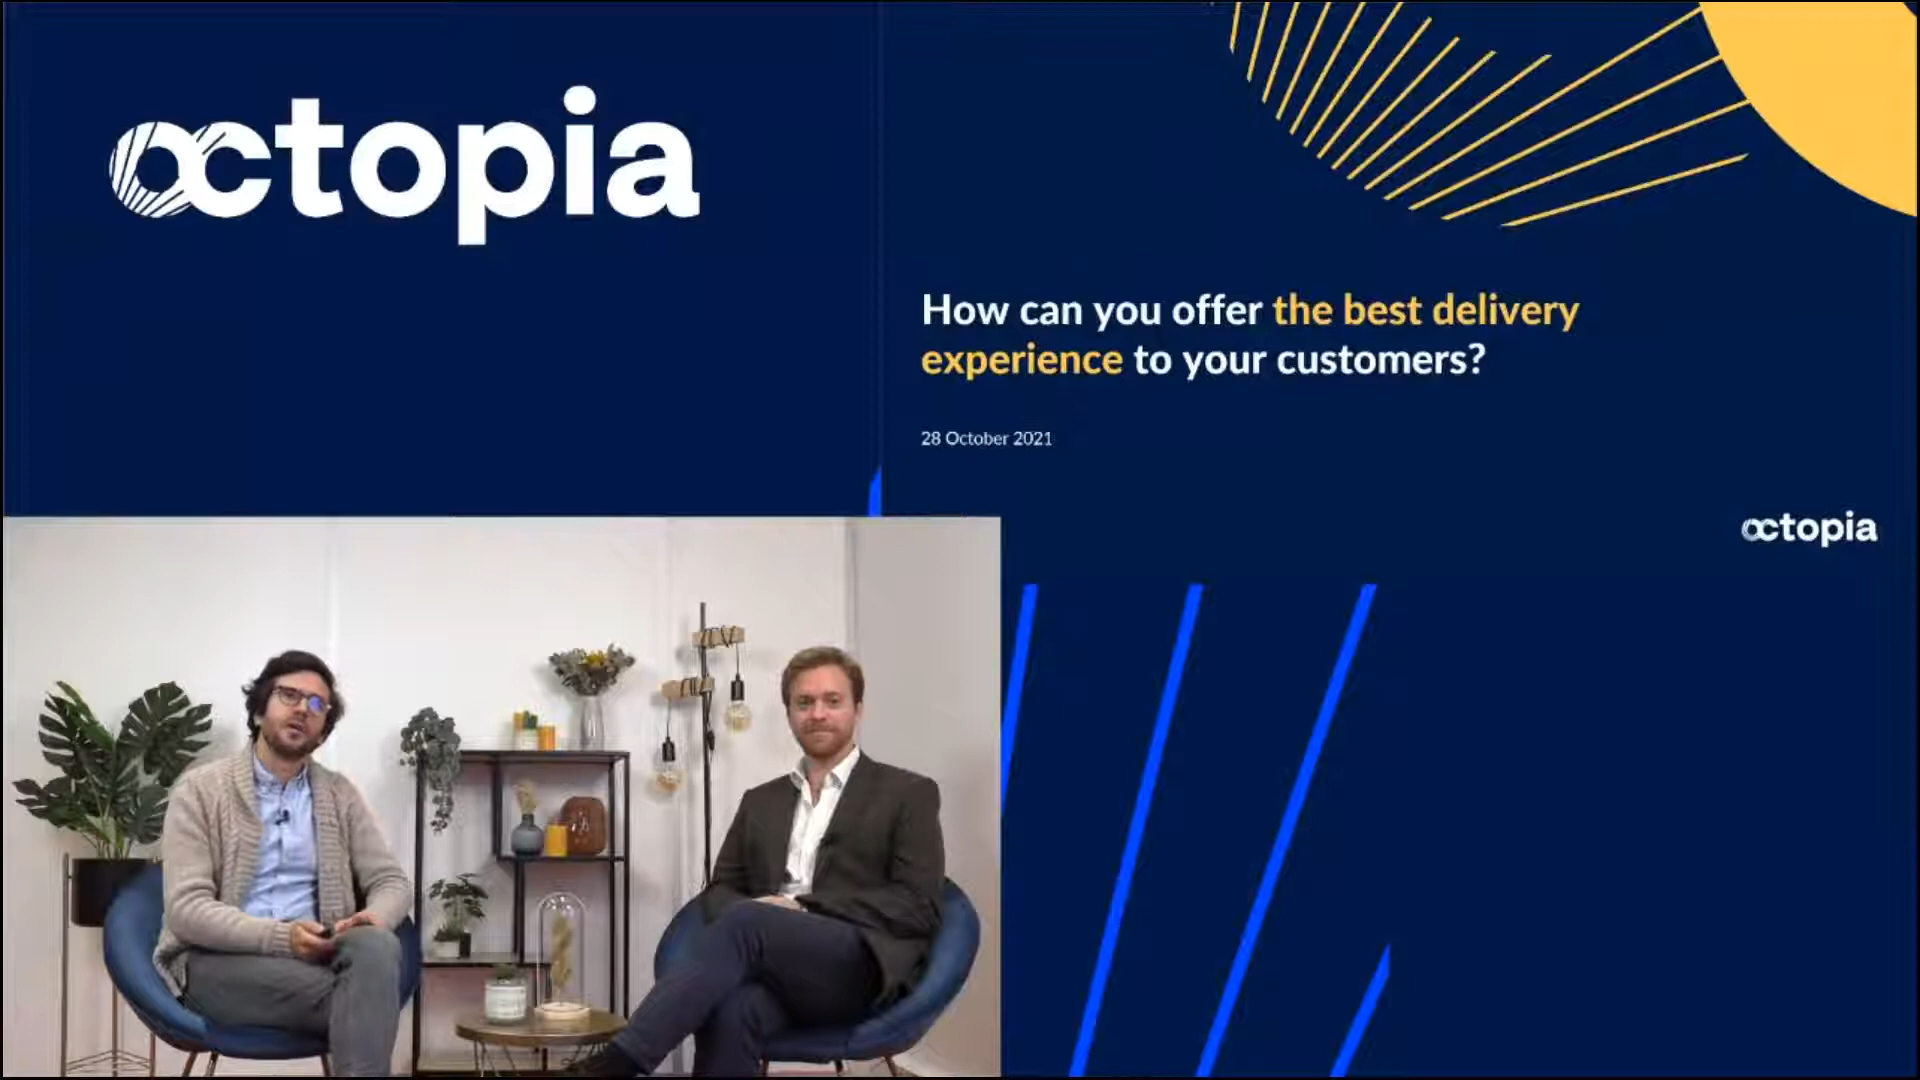 octopia
How can you offer the best delivery
experience to your customers?
28 October 2021
octopia